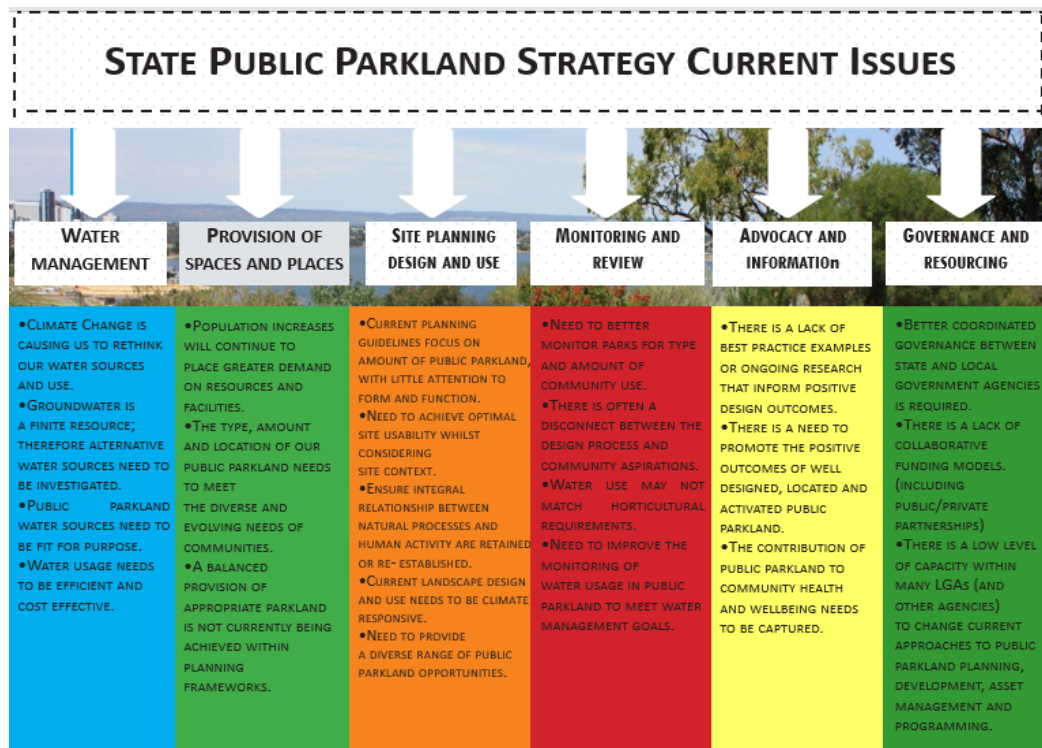 STATE PUBLIC PARKLAND STRATEGY CURRENT ISSUES
WATER
MANAGEMENT
•CLIMATE CHANGE IS
CAUSING US TO RETHINK
OUR WATER SOURCES
AND USE.
•GROUNDWATER IS
A FINITE RESOURCE;
THEREFORE ALTERNATIVE
WATER SOURCES NEED TO
BE INVESTIGATED.
•PUBLIC PARKLAND
WATER SOURCES NEED TO
BE FIT FOR PURPOSE.
•WATER USAGE NEEDS
TO BE EFFICIENT AND
COST EFFECTIVE.
PROVISION OF
SPACES AND PLACES
•POPULATION INCREASES
WILL CONTINUE TO
PLACE GREATER DEMAND
ON RESOURCES AND
FACILITIES.
•THE TYPE, AMOUNT
AND LOCATION OF OUR
PUBLIC PARKLAND NEEDS
TO MEET
THE DIVERSE AND
EVOLVING NEEDS OF
COMMUNITIES.
•A BALANCED
PROVISION OF
APPROPRIATE PARKLAND
IS NOT CURRENTLY BEING
ACHIEVED WITHIN
PLANNING
FRAMEWORKS.
SITE PLANNING
DESIGN AND USE
•CURRENT PLANNING
GUIDELINES FOCUS ON
AMOUNT OF PUBLIC PARKLAND,
WITH LITTLE ATTENTION TO
FORM AND FUNCTION.
•NEED TO ACHIEVE OPTIMAL
SITE USABILITY WHILST
CONSIDERING
SITE CONTEXT.
•ENSURE INTEGRAL
RELATIONSHIP BETWEEN
NATURAL PROCESSES AND
HUMAN ACTIVITY ARE RETAINED
OR RE- ESTABLISHED.
•CURRENT LANDSCAPE DESIGN
AND USE NEEDS TO BE CLIMATE
RESPONSIVE.
•NEED TO PROVIDE
A DIVERSE RANGE OF PUBLIC
PARKLAND OPPORTUNITIES.
MONITORING AND
REVIEW
•NEED TO BETTER
MONITOR PARKS FOR TYPE
AND AMOUNT OF
COMMUNITY USE.
•THERE IS OFTEN A
DISCONNECT BETWEEN THE
DESIGN PROCESS AND
COMMUNITY ASPIRATIONS.
•WATER USE MAY NOT
MATCH HORTICULTURAL
REQUIREMENTS.
•NEED TO IMPROVE THE
MONITORING OF
WATER USAGE IN PUBLIC
PARKLAND TO MEET WATER
MANAGEMENT GOALS.
ADVOCACY AND
INFORMATIOn
•THERE IS A LACK OF
BEST PRACTICE EXAMPLES
OR ONGOING RESEARCH
THAT INFORM POSITIVE
DESIGN OUTCOMES.
•THERE IS A NEED TO
PROMOTE THE POSITIVE
OUTCOMES OF WELL
DESIGNED, LOCATED AND
ACTIVATED PUBLIC
PARKLAND.
•THE CONTRIBUTION OF
PUBLIC PARKLAND TO
COMMUNITY HEALTH
AND WELLBEING NEEDS
TO BE CAPTURED.
GOVERNANCE AND
RESOURCING
•BETTER COORDINATED
GOVERNANCE BETWEEN
STATE AND LOCAL
GOVERNMENT AGENCIES
IS REQUIRED.
•THERE IS A LACK OF
COLLABORATIVE
FUNDING MODELS.
(INCLUDING
PUBLIC/PRIVATE
PARTNERSHIPS)
•THERE IS A LOW LEVEL
OF CAPACITY WITHIN
MANY LGAS (AND
OTHER AGENCIES)
TO CHANGE CURRENT
APPROACHES TO PUBLIC
PARKLAND PLANNING,
DEVELOPMENT, ASSET
MANAGEMENT AND
PROGRAMMING.